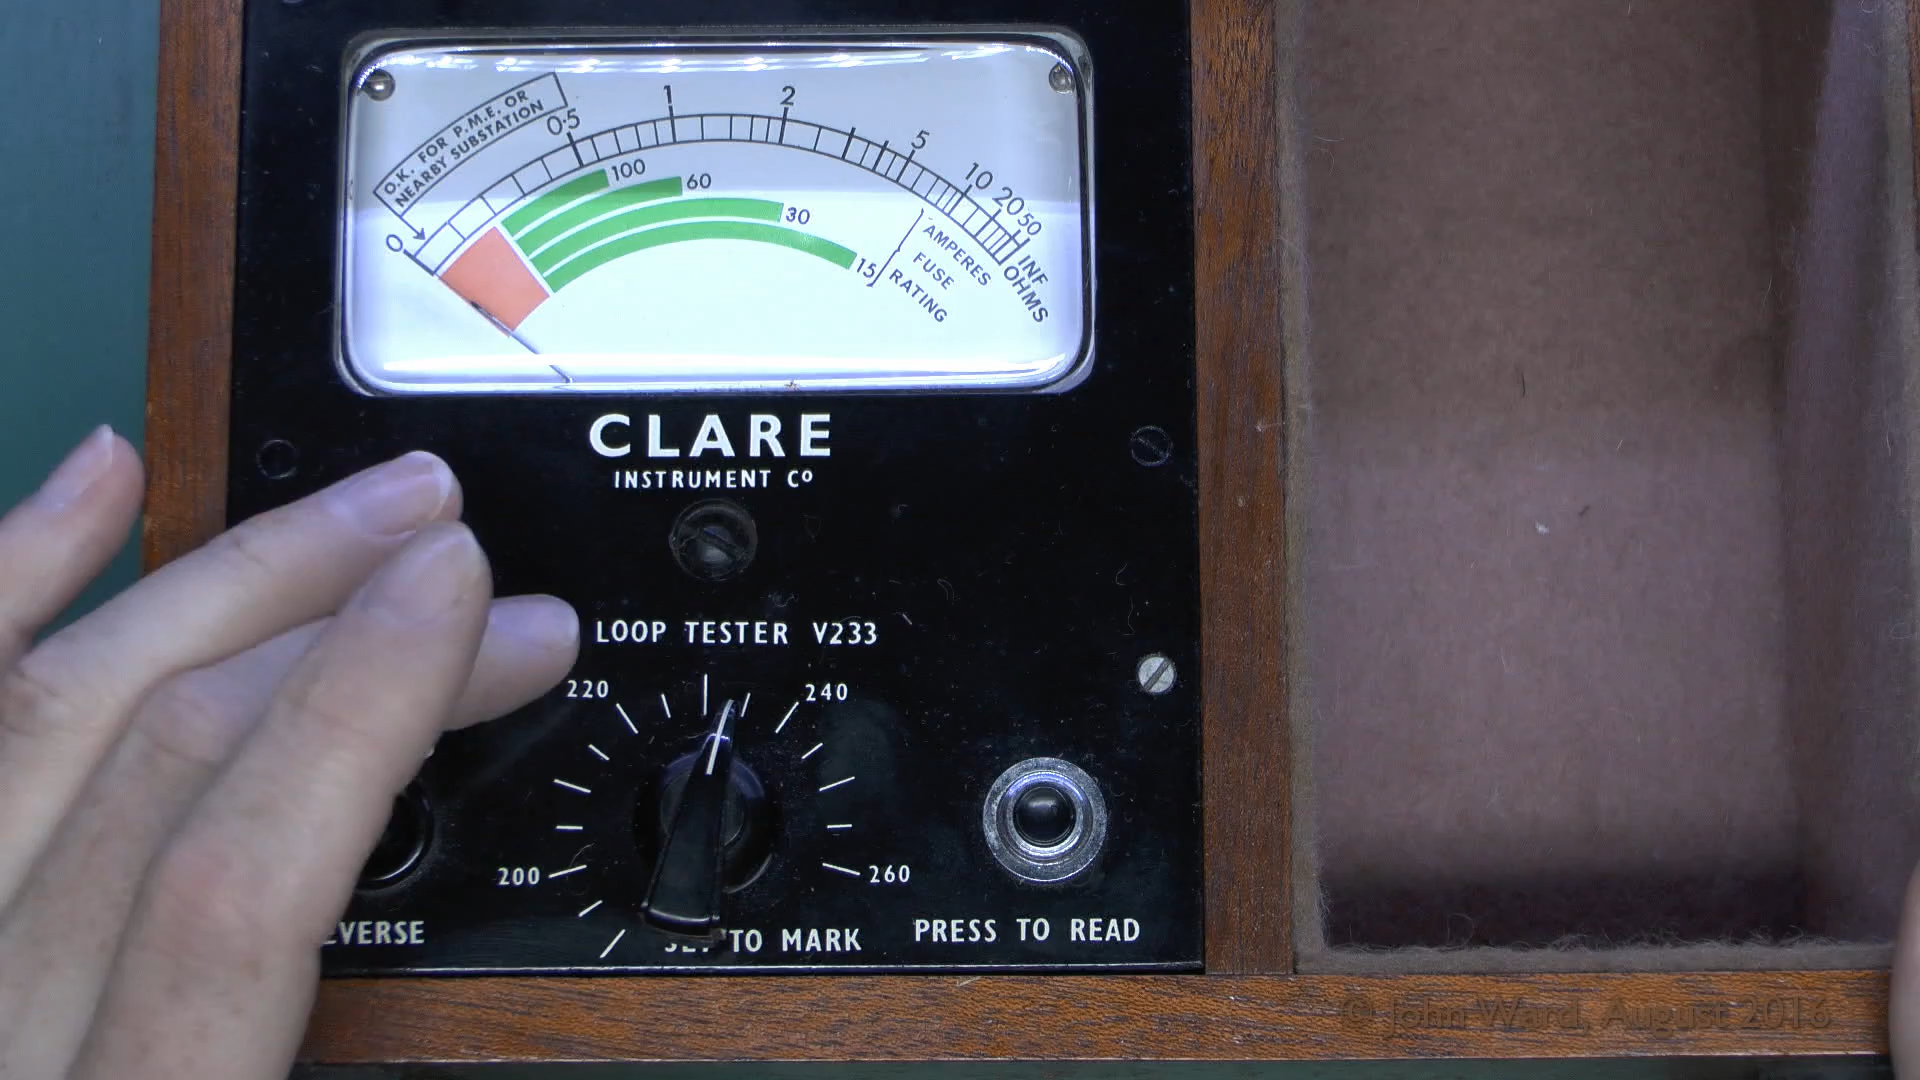 O.K. FOR P.M.E. OR
NEARBY SUBSTATION
0 0·5 1 2 5 10 20 50 INF
OHMS
100
60
30
15
AMPERES
FUSE
RATING
CLARE
INSTRUMENT Cº
LOOP TESTER V233
220 240
200 260
TO MARK
PRESS TO READ
© John Ward, August 2016